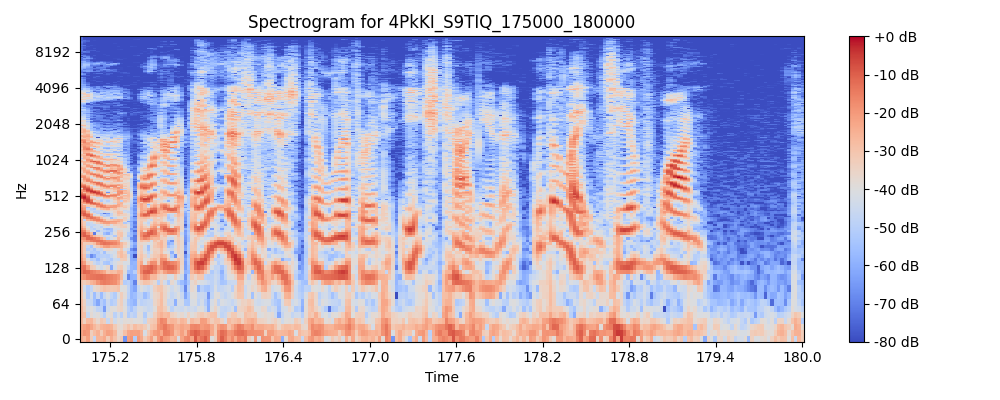 Spectrogram for 4PkKI_S9TIQ_175000_180000
Hz
8192
4096
2048
1024
512
256
128
64
0
175.2 175.8 176.4 177.0 177.6 178.2 178.8 179.4 180.0
Time
+0 dB
-10 dB
-20 dB
-30 dB
-40 dB
-50 dB
-60 dB
-70 dB
-80 dB